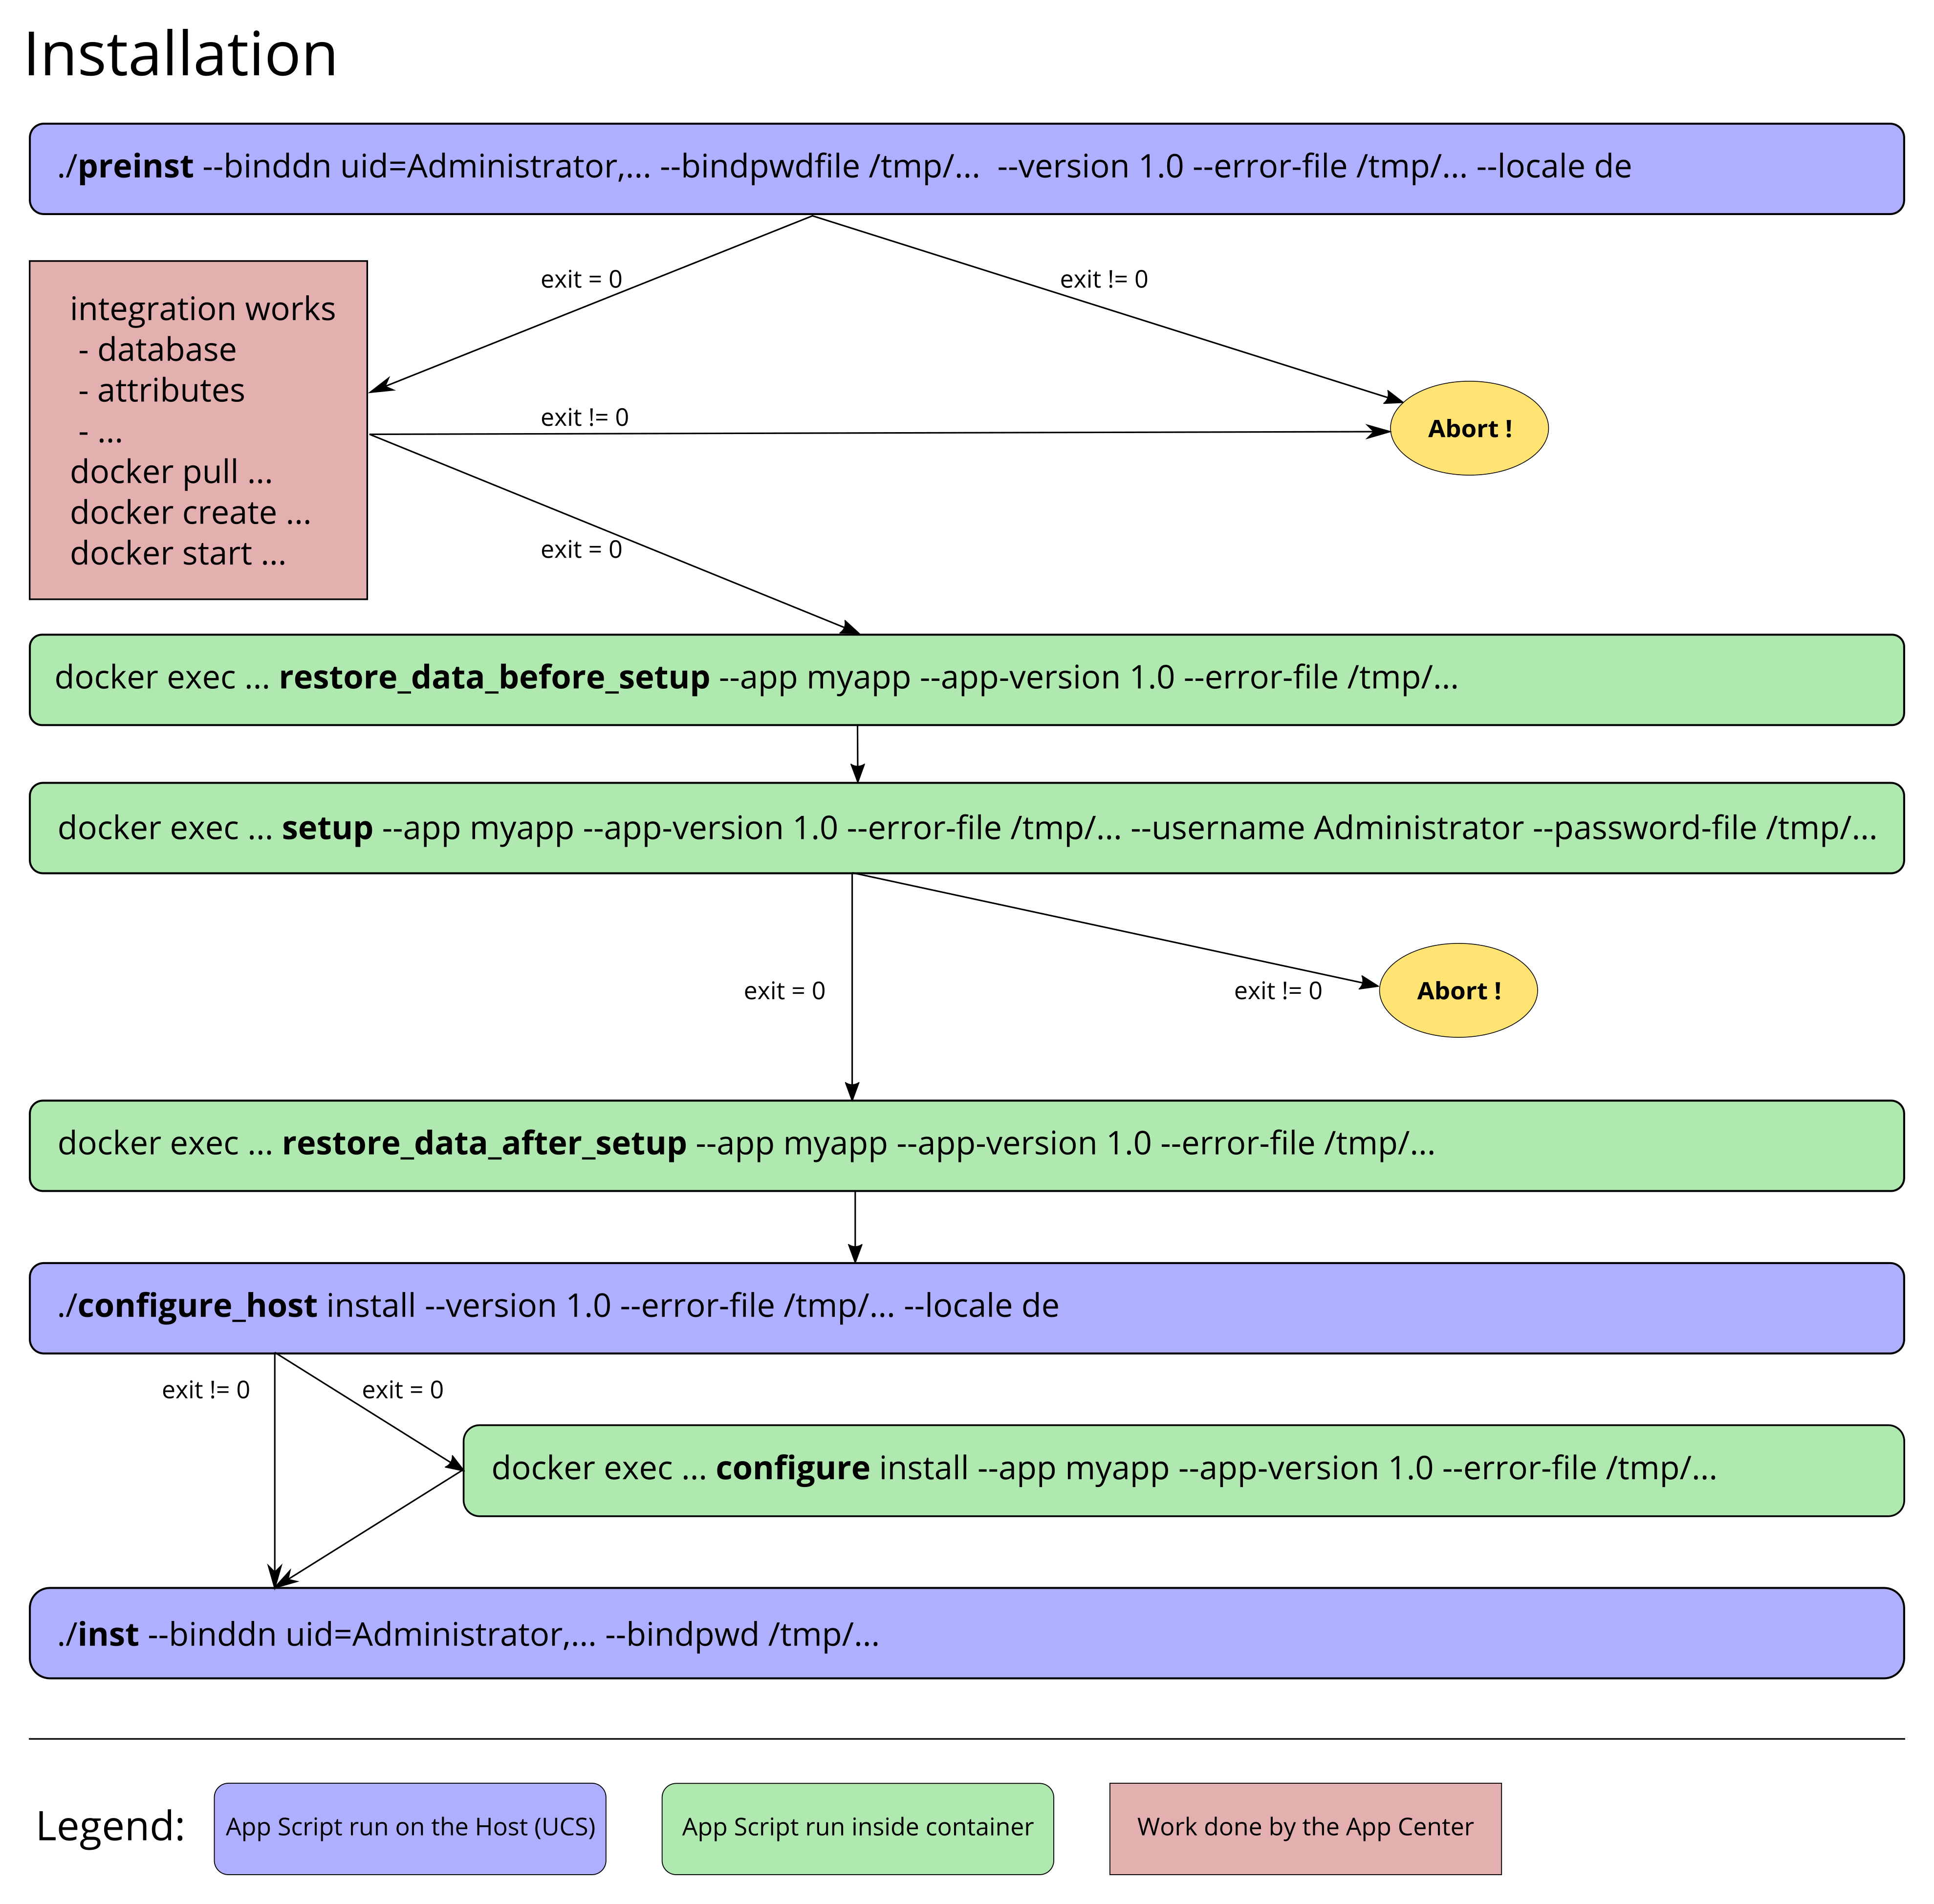 Installation
./preinst --binddn uid=Administrator,... --bindpwdfile /tmp/...  --version 1.0 --error-file /tmp/... --locale de
exit = 0
exit != 0
integration works
- database
- attributes
- ...
docker pull ...
docker create ...
docker start ...
exit != 0
Abort !
exit = 0
docker exec ... restore_data_before_setup --app myapp --app-version 1.0 --error-file /tmp/...
docker exec ... setup --app myapp --app-version 1.0 --error-file /tmp/... --username Administrator --password-file /tmp/...
exit = 0
exit != 0
Abort !
docker exec ... restore_data_after_setup --app myapp --app-version 1.0 --error-file /tmp/...
./configure_host install --version 1.0 --error-file /tmp/... --locale de
exit != 0
exit = 0
docker exec ... configure install --app myapp --app-version 1.0 --error-file /tmp/...
./inst --binddn uid=Administrator,... --bindpwd /tmp/...
Legend:
App Script run on the Host (UCS)
App Script run inside container
Work done by the App Center